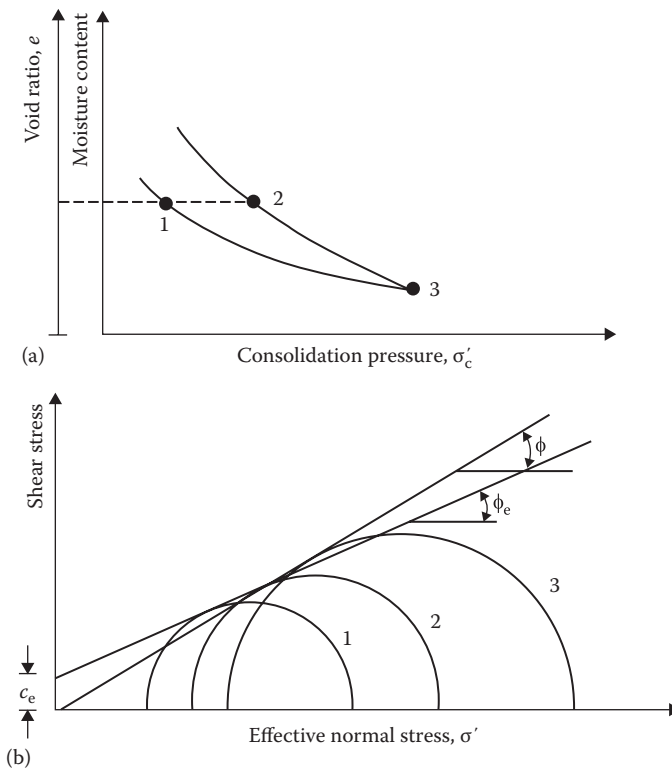 Void ratio, e
Moisture content
1
2
3
(a)
Consolidation pressure, σ′c
Shear stress
ϕ
ϕe
1
2
3
ce
(b)
Effective normal stress, σ′